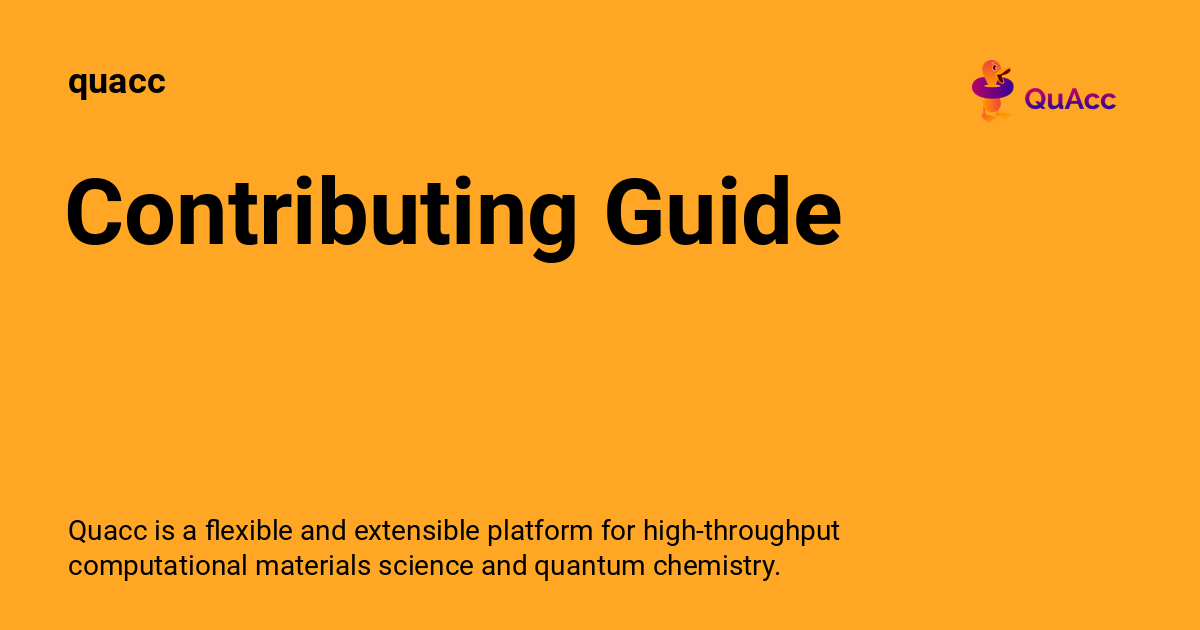 quacc
QuAcc
Contributing Guide
Quacc is a flexible and extensible platform for high-throughput
computational materials science and quantum chemistry.